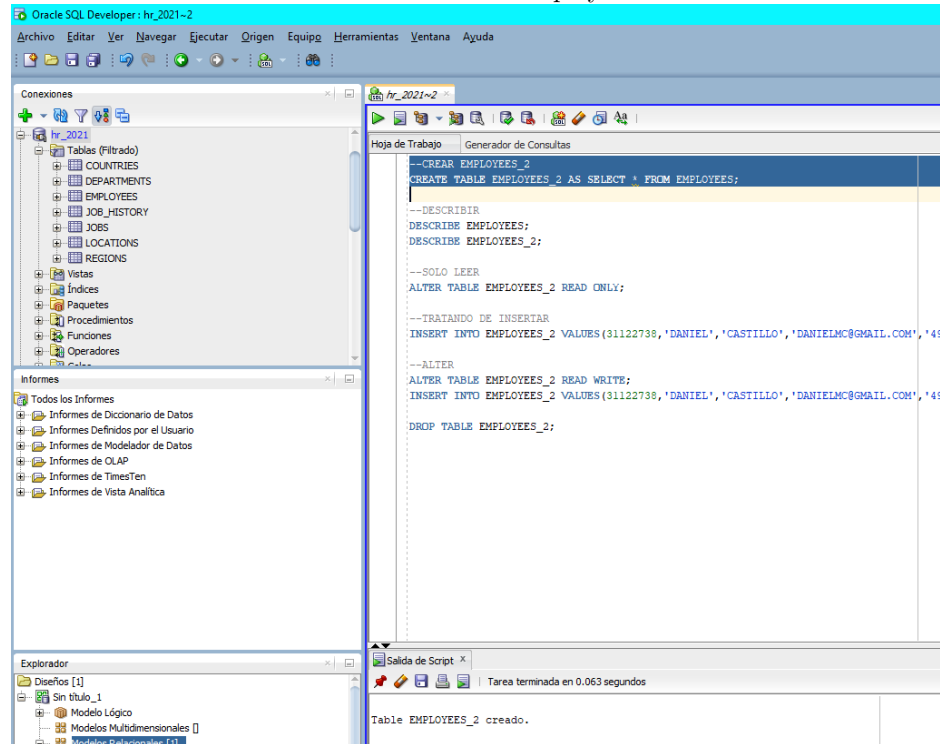 Oracle SQL Developer : hr_2021~2
Archivo Editar Ver Navegar Ejecutar Origen Equipo Herramientas Ventana Ayuda
Conexiones
hr_2021
Tablas (Filtrado)
COUNTRIES
DEPARTMENTS
EMPLOYEES
JOB_HISTORY
JOBS
LOCATIONS
REGIONS
Vistas
Índices
Paquetes
Procedimientos
Funciones
Operadores
Informes
Todos los Informes
Informes de Diccionario de Datos
Informes Definidos por el Usuario
Informes de Modelador de Datos
Informes de OLAP
Informes de TimesTen
Informes de Vista Analítica
Explorador
Diseños [1]
Sin título_1
Modelo Lógico
Modelos Multidimensionales []
Modelos Relacionales [1]
hr_2021~2
Hoja de Trabajo Generador de Consultas
--CREAR EMPLOYEES_2
CREATE TABLE EMPLOYEES_2 AS SELECT * FROM EMPLOYEES;
--DESCRIBIR
DESCRIBE EMPLOYEES;
DESCRIBE EMPLOYEES_2;
--SOLO LEER
ALTER TABLE EMPLOYEES_2 READ ONLY;
--TRATANDO DE INSERTAR
INSERT INTO EMPLOYEES_2 VALUES(31122738,'DANIEL','CASTILLO','DANIELMC@GMAIL.COM','49
--ALTER
ALTER TABLE EMPLOYEES_2 READ WRITE;
INSERT INTO EMPLOYEES_2 VALUES(31122738,'DANIEL','CASTILLO','DANIELMC@GMAIL.COM','49
DROP TABLE EMPLOYEES_2;
Salida de Script
Tarea terminada en 0.063 segundos
Table EMPLOYEES_2 creado.